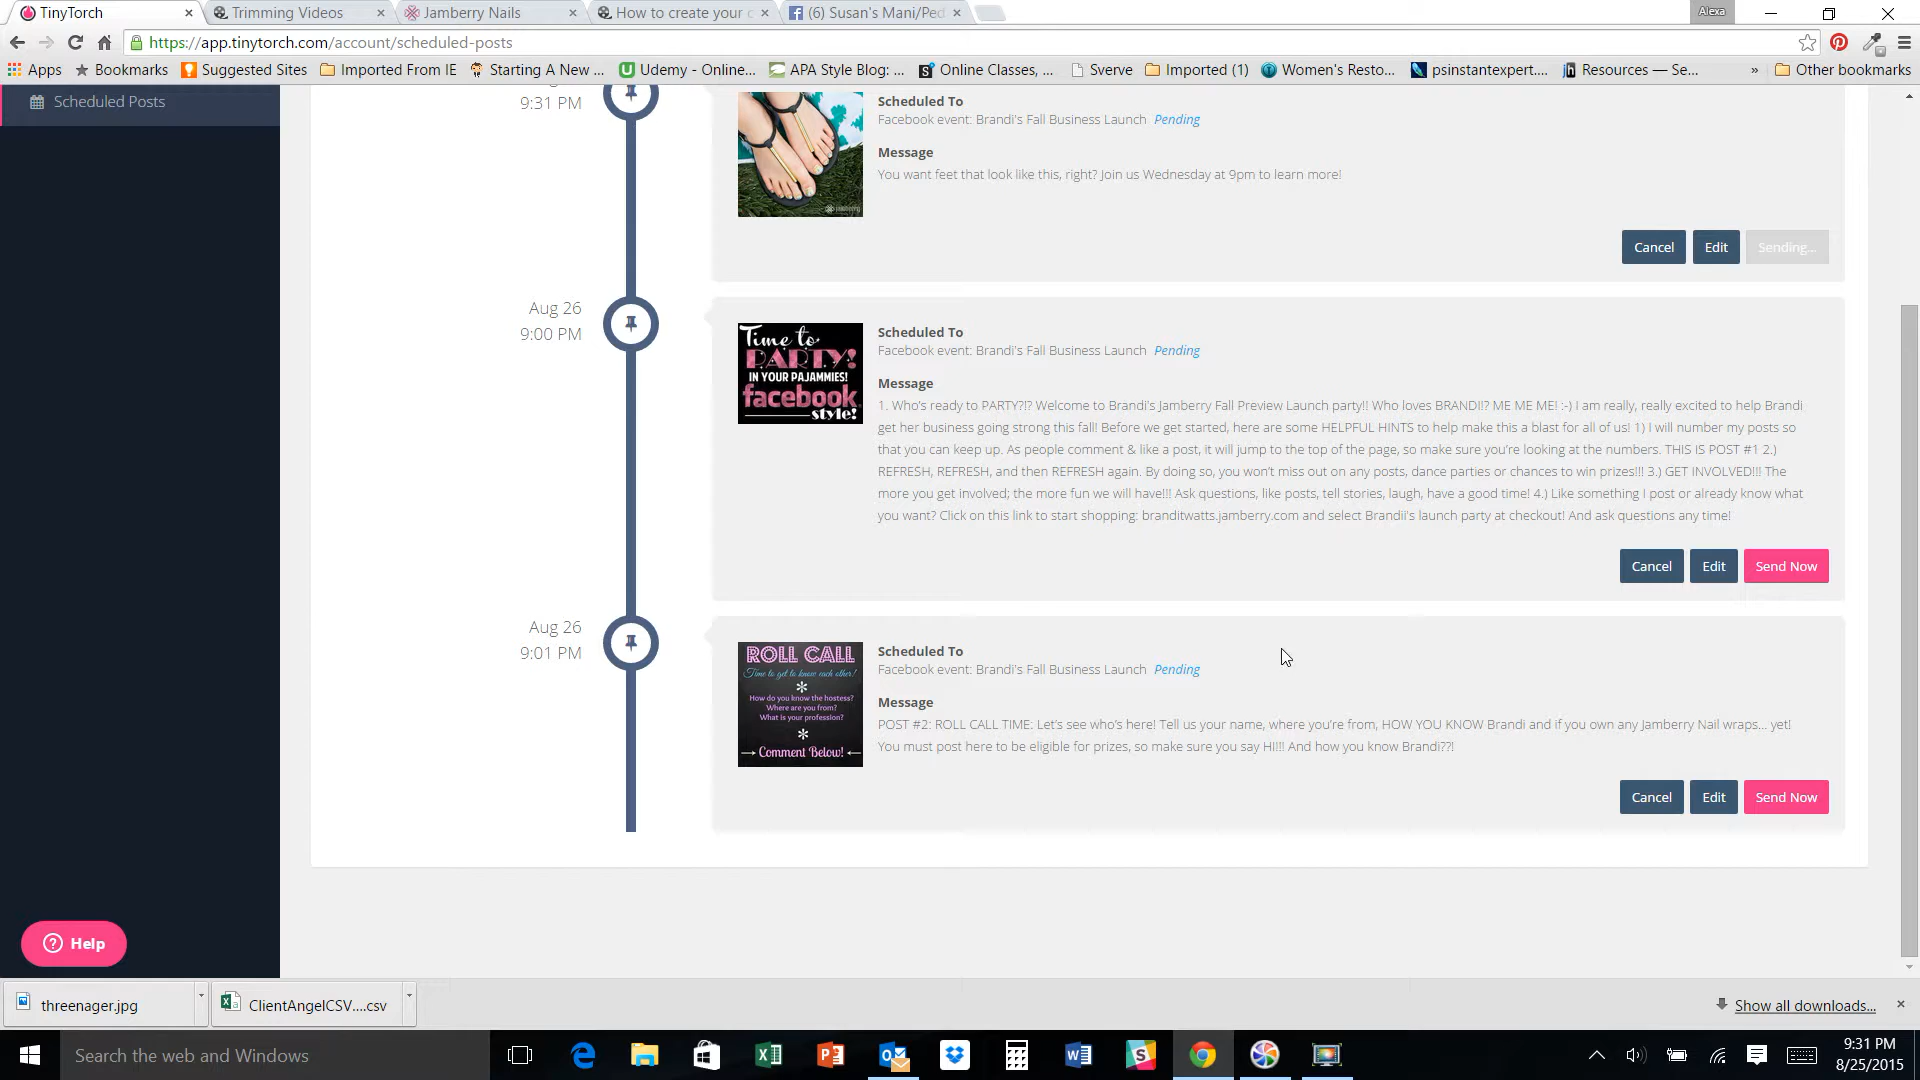 TinyTorch
Trimming Videos
Jamberry Nails
How to create your
(6) Susan's Mani/Ped
Alexa
https://app.tinytorch.com/account/scheduled-posts
Apps
Bookmarks
Suggested Sites
Imported From IE
Starting A New ...
Udemy - Online...
APA Style Blog: ...
Online Classes, ...
Sverve
Imported (1)
Women's Resto...
psinstantexpert....
Resources — Se...
»
Other bookmarks
Scheduled Posts
9:31 PM
Scheduled To
Facebook event: Brandi's Fall Business Launch Pending
Message
You want feet that look like this, right? Join us Wednesday at 9pm to learn more!
Cancel
Edit
Sending...
Aug 26
9:00 PM
Time to
PARTY!
IN YOUR PAJAMMIES!
facebook
style!
Scheduled To
Facebook event: Brandi's Fall Business Launch Pending
Message
1. Who's ready to PARTY?!? Welcome to Brandi's Jamberry Fall Preview Launch party!! Who loves BRANDI!? ME ME ME! :-) I am really, really excited to help Brandi
get her business going strong this fall! Before we get started, here are some HELPFUL HINTS to help make this a blast for all of us! 1) I will number my posts so
that you can keep up. As people comment & like a post, it will jump to the top of the page, so make sure you're looking at the numbers. THIS IS POST #1 2.)
REFRESH, REFRESH, and then REFRESH again. By doing so, you won't miss out on any posts, dance parties or chances to win prizes!!! 3.) GET INVOLVED!!! The
more you get involved; the more fun we will have!!! Ask questions, like posts, tell stories, laugh, have a good time! 4.) Like something I post or already know what
you want? Click on this link to start shopping: branditwatts.jamberry.com and select Brandii's launch party at checkout! And ask questions any time!
Cancel
Edit
Send Now
Aug 26
9:01 PM
ROLL CALL
Time to get to know each other!
How do you know the hostess?
Where are you from?
What is your profession?
Comment Below!
Scheduled To
Facebook event: Brandi's Fall Business Launch Pending
Message
POST #2: ROLL CALL TIME: Let's see who's here! Tell us your name, where you're from, HOW YOU KNOW Brandi and if you own any Jamberry Nail wraps... yet!
You must post here to be eligible for prizes, so make sure you say HI!!! And how you know Brandi??!
Cancel
Edit
Send Now
Help
threenager.jpg
ClientAngelCSV....csv
Show all downloads...
Search the web and Windows
9:31 PM
8/25/2015